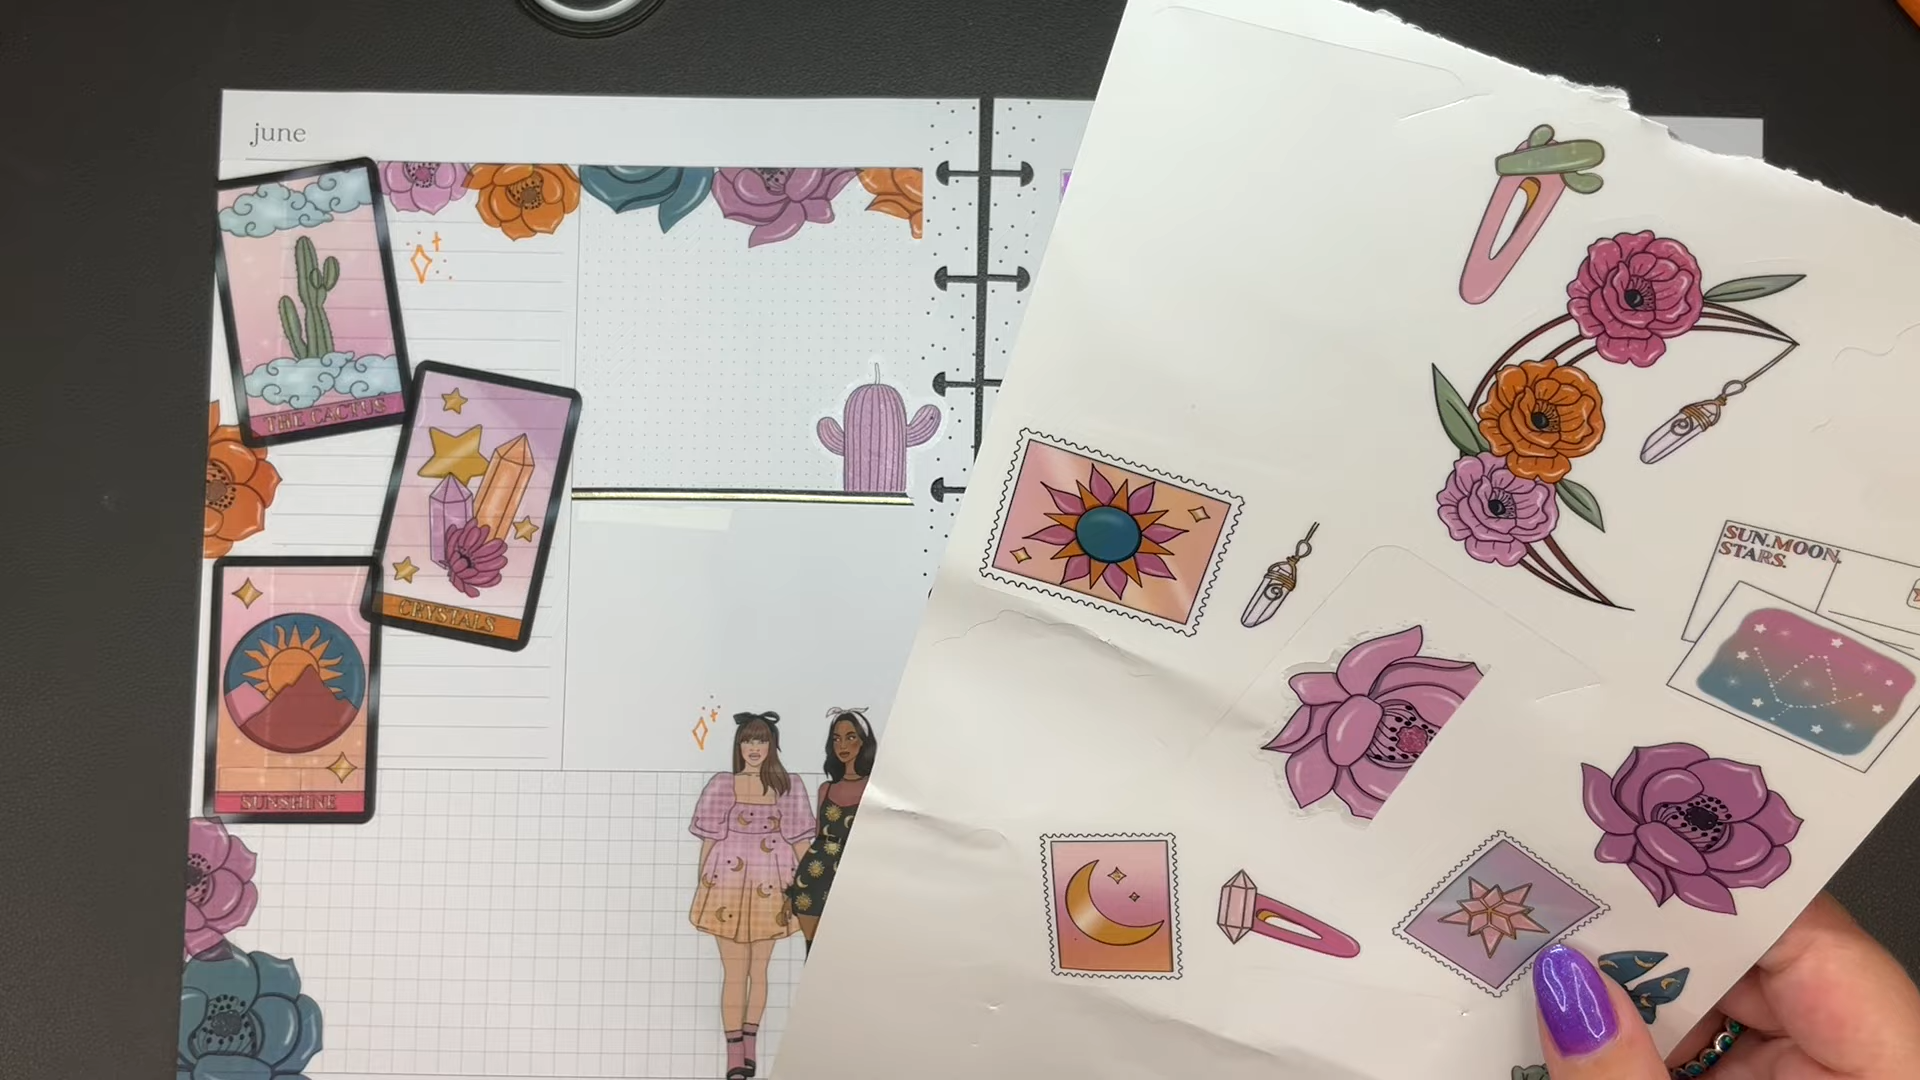 june
THE CACTUS
CRYSTALS
SUNSHINE
SUN. MOON.
STARS.